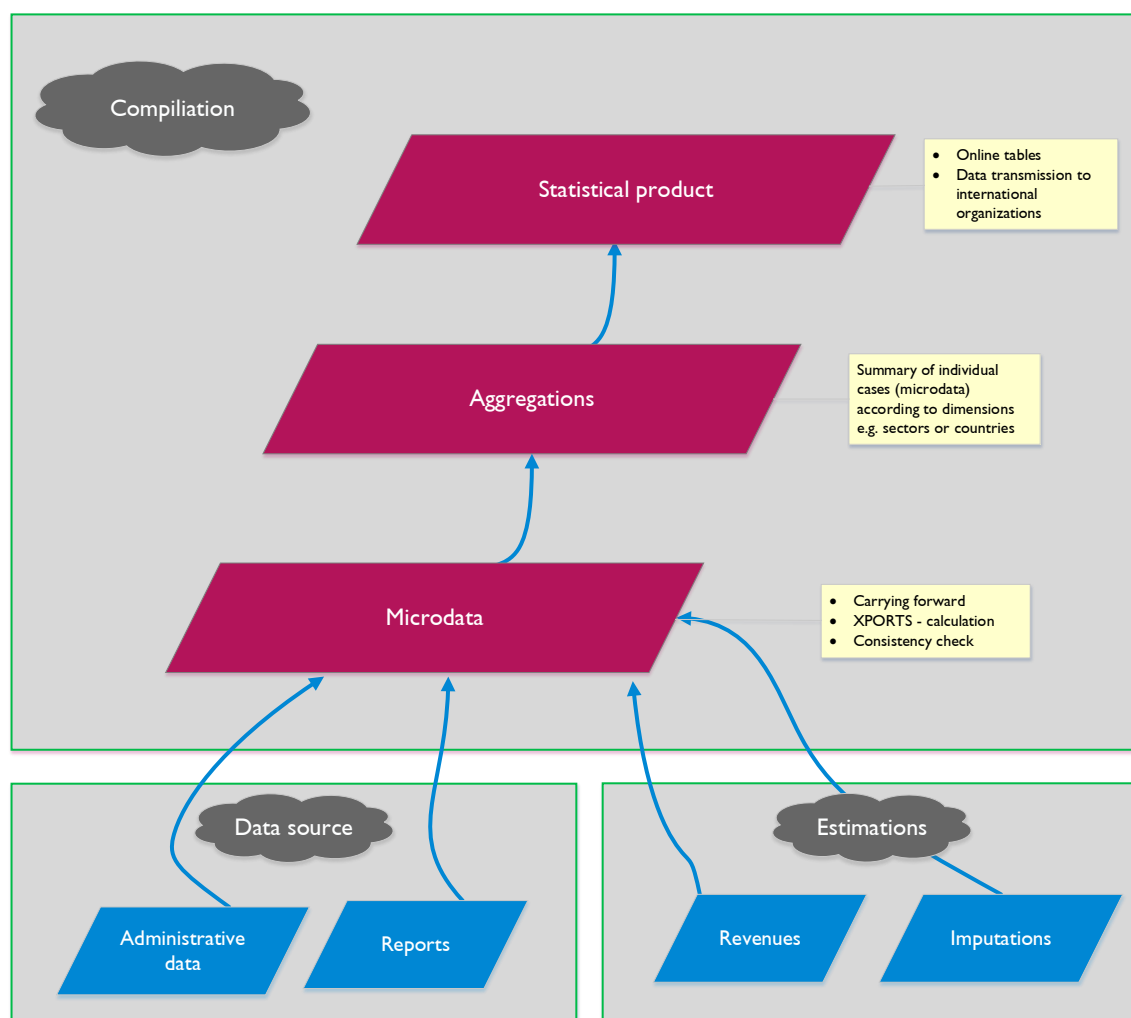 Compiliation
Statistical product
• Online tables
• Data transmission to
international
organizations
Aggregations
Summary of individual
cases (microdata)
according to dimensions
e.g. sectors or countries
Microdata
• Carrying forward
• XPORTS - calculation
• Consistency check
Data source
Estimations
Administrative
data
Reports
Revenues
Imputations